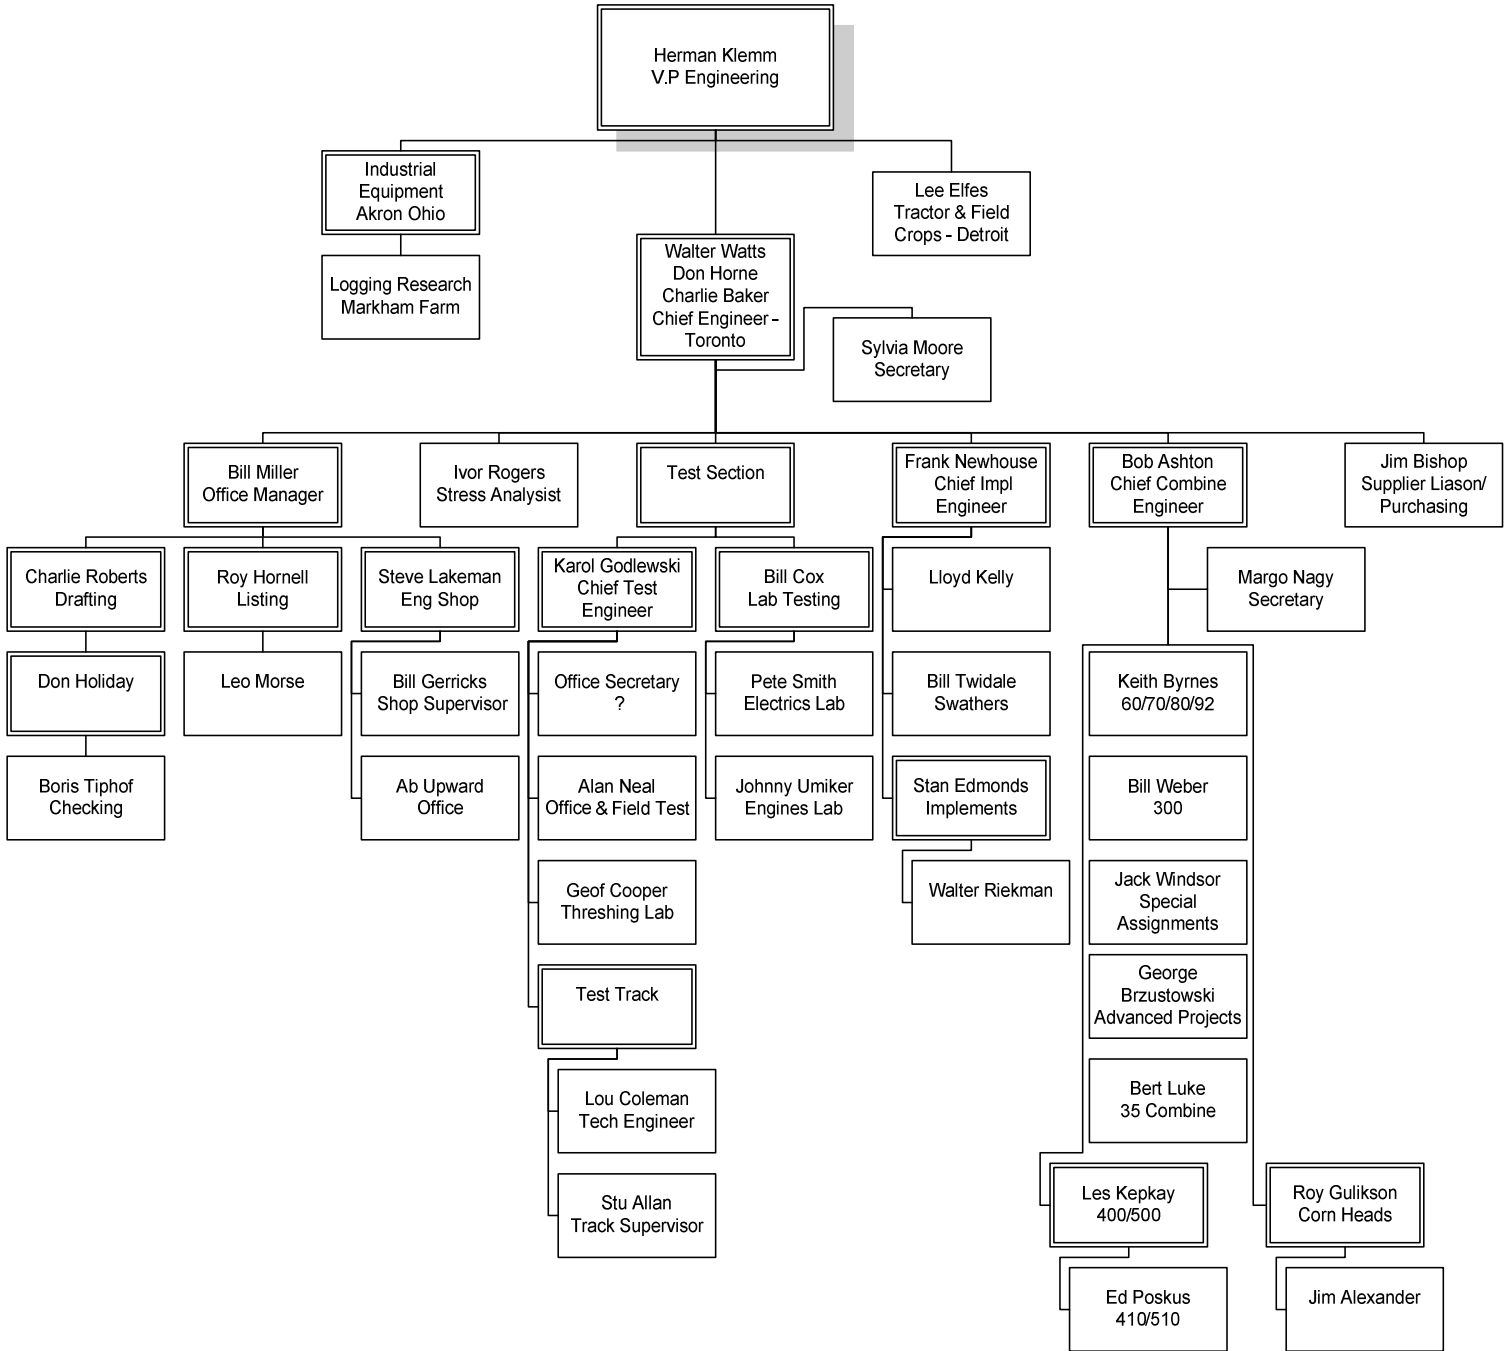 Herman Klemm
V.P Engineering
Industrial
Equipment
Akron Ohio
Lee Elfes
Tractor & Field
Crops - Detroit
Walter Watts
Don Horne
Charlie Baker
Chief Engineer –
Toronto
Logging Research
Markham Farm
Sylvia Moore
Secretary
Bill Miller
Office Manager
Ivor Rogers
Stress Analysist
Test Section
Frank Newhouse
Chief Impl
Engineer
Bob Ashton
Chief Combine
Engineer
Jim Bishop
Supplier Liason/
Purchasing
Charlie Roberts
Drafting
Roy Hornell
Listing
Steve Lakeman
Eng Shop
Karol Godlewski
Chief Test
Engineer
Bill Cox
Lab Testing
Lloyd Kelly
Margo Nagy
Secretary
Don Holiday
Leo Morse
Bill Gerricks
Shop Supervisor
Office Secretary
?
Pete Smith
Electrics Lab
Bill Twidale
Swathers
Keith Byrnes
60/70/80/92
Boris Tiphof
Checking
Ab Upward
Office
Alan Neal
Office & Field Test
Johnny Umiker
Engines Lab
Stan Edmonds
Implements
Bill Weber
300
Geof Cooper
Threshing Lab
Walter Riekman
Jack Windsor
Special
Assignments
Test Track
George
Brzustowski
Advanced Projects
Lou Coleman
Tech Engineer
Bert Luke
35 Combine
Stu Allan
Track Supervisor
Les Kepkay
400/500
Roy Gulikson
Corn Heads
Ed Poskus
410/510
Jim Alexander